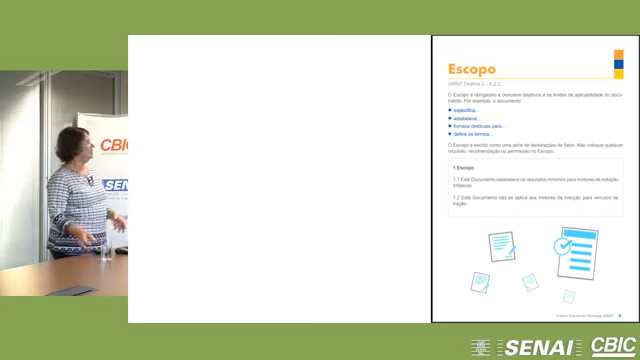 CBIC
SENAI
Escopo
(ABNT Diretiva 2 – 6.2.2)
O Escopo é obrigatório e descreve objetivos e os limites de aplicabilidade do docu-
mento. Por exemplo, o documento:
especifica...
estabelece...
fornece diretrizes para...
define os termos...
O Escopo é escrito como uma série de declarações de fatos. Não coloque qualquer
requisito, recomendação ou permissão no Escopo.
1 Escopo
1.1 Este Documento estabelece os requisitos mínimos para motores de indução
trifásicos.
1.2 Este Documento não se aplica aos motores de indução para veículos de
tração.
Como Escrever Normas ABNT
SENAI
CBIC